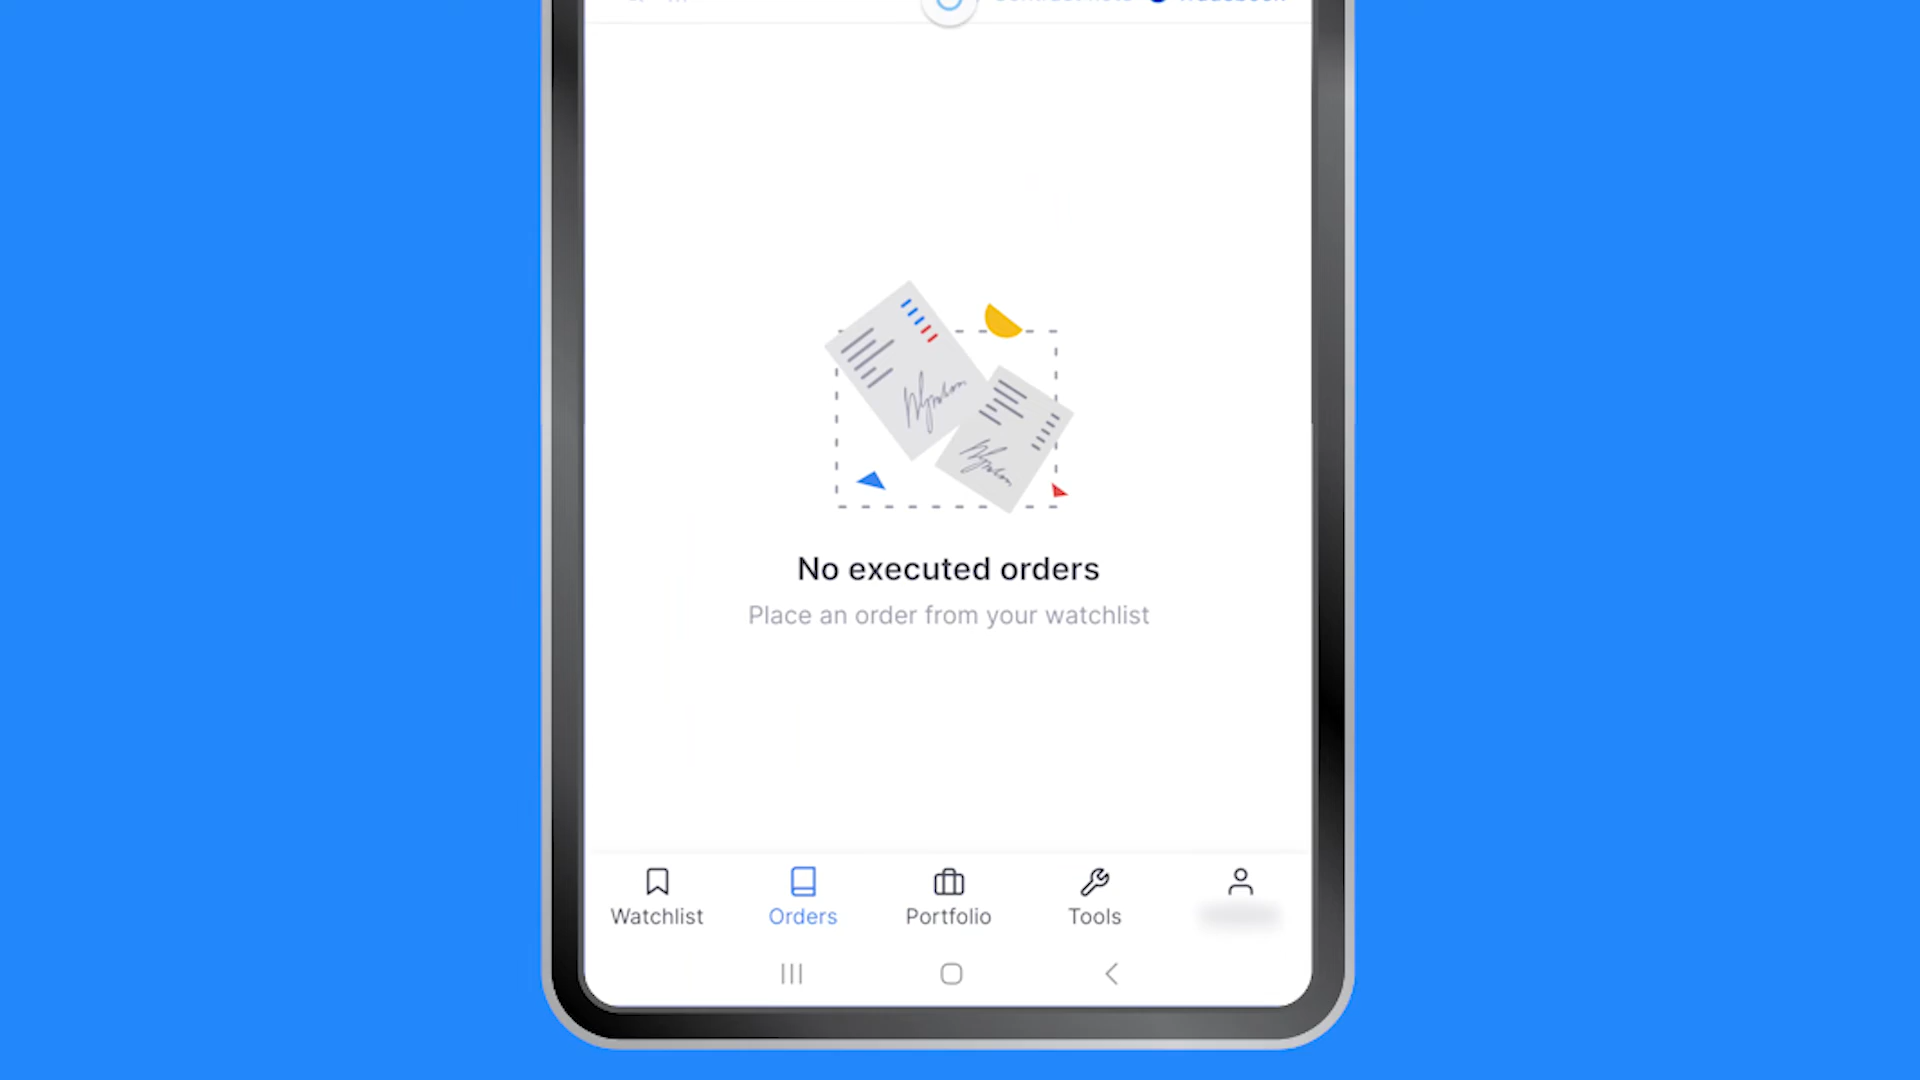 No executed orders
Place an order from your watchlist
Watchlist
Orders
Portfolio
Tools